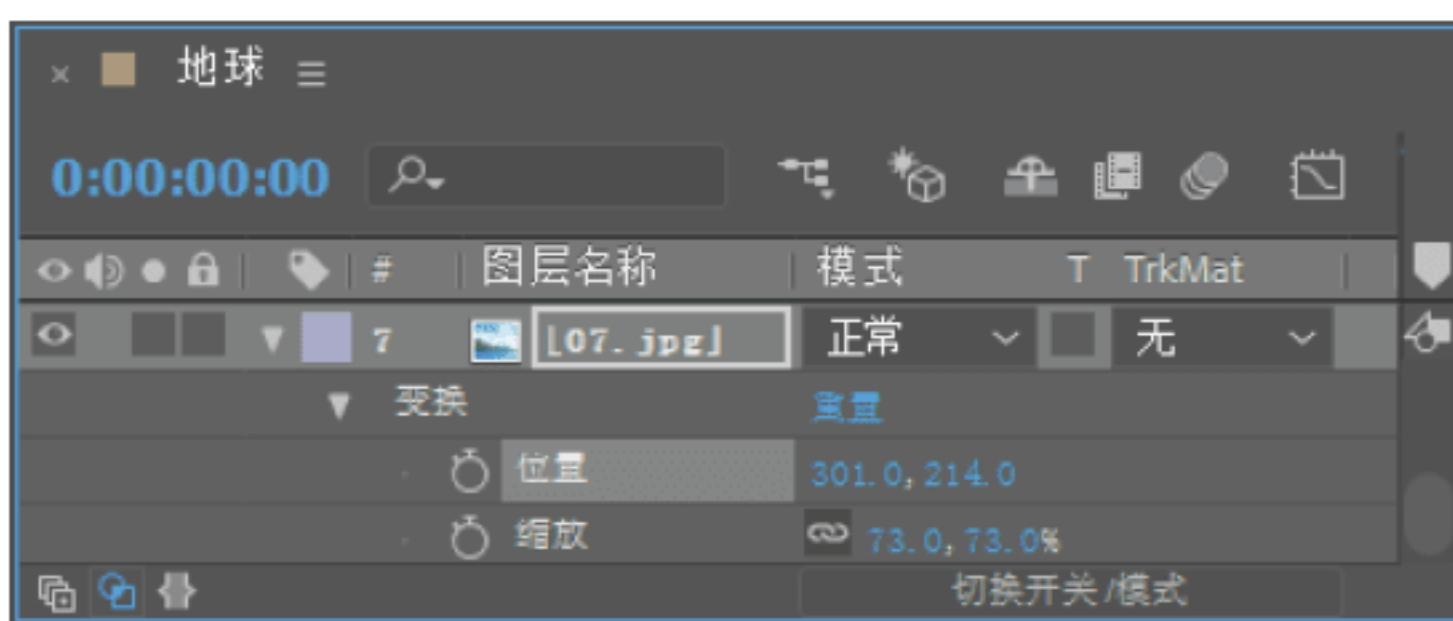 地球
0:00:00:00
# 图层名称 模式 T TrkMat
7 [07.jpg] 正常 无
变换 重置
位置 301.0,214.0
缩放 73.0,73.0%
切换开关/模式